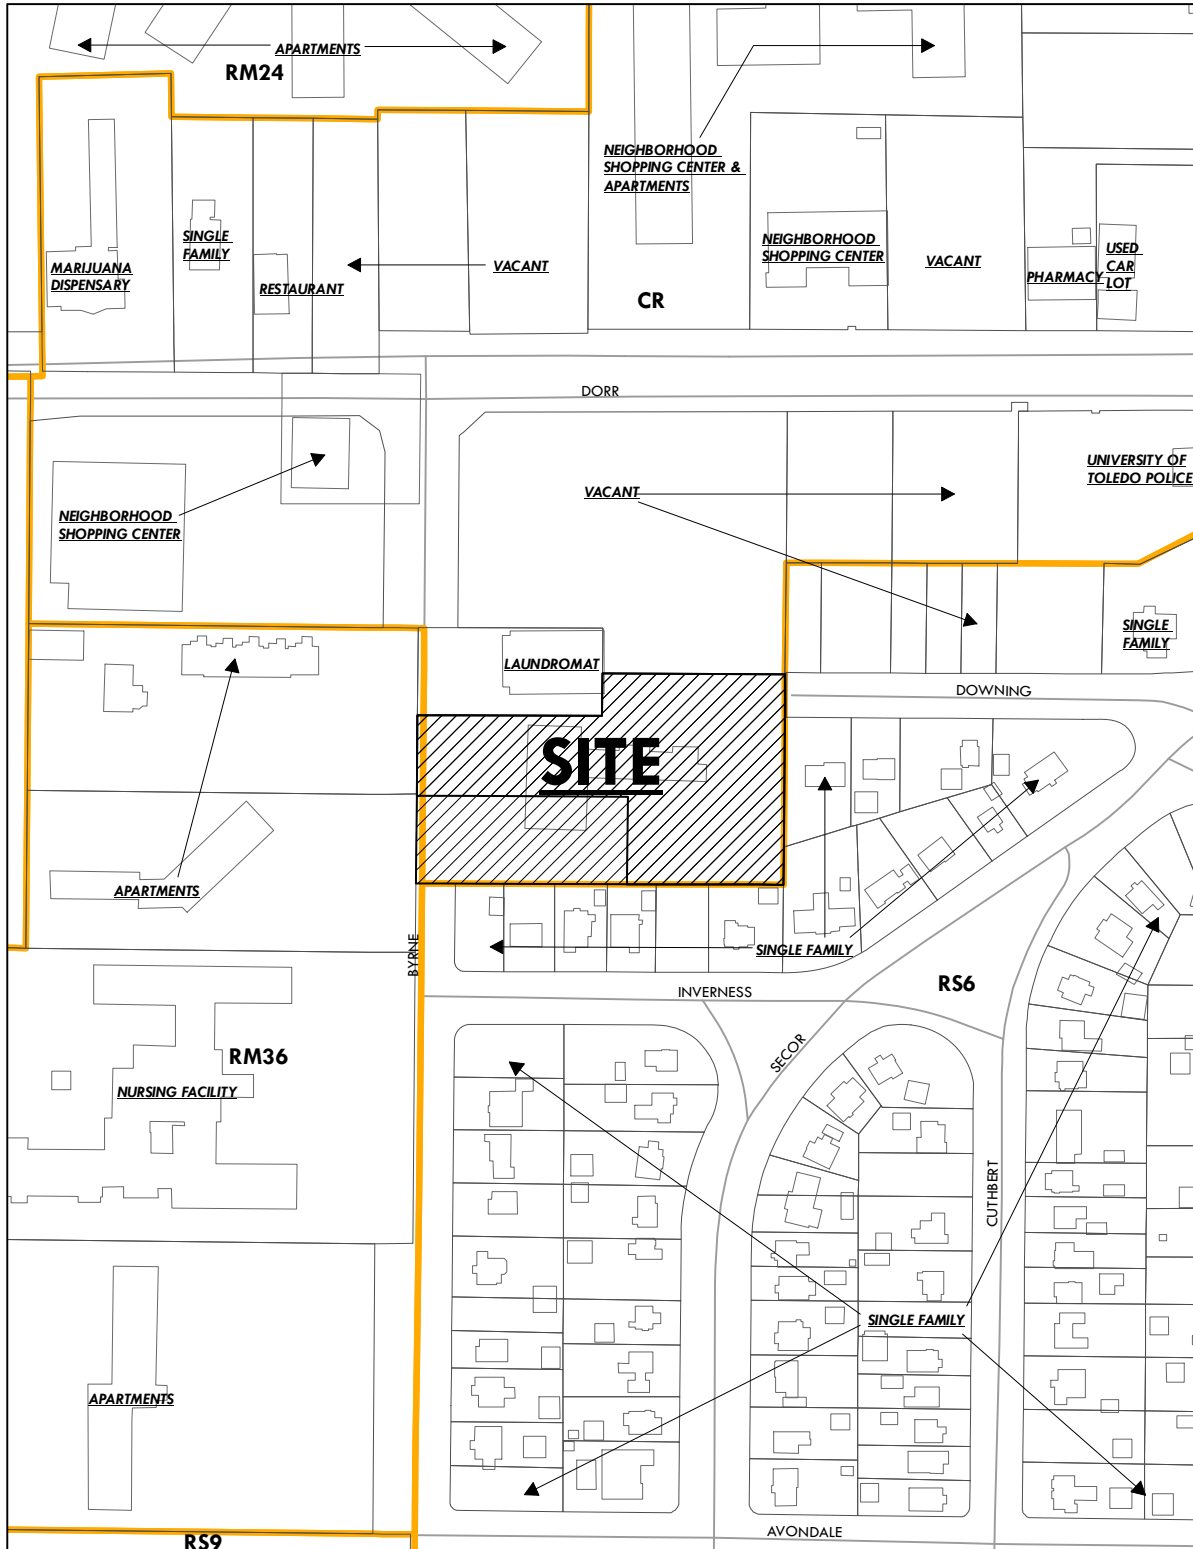 APARTMENTS
RM24
NEIGHBORHOOD
SHOPPING CENTER &
APARTMENTS
MARIJUANA
DISPENSARY
SINGLE
FAMILY
RESTAURANT
VACANT
NEIGHBORHOOD
SHOPPING CENTER
VACANT
PHARMACY
USED
CAR
LOT
CR
DORR
NEIGHBORHOOD
SHOPPING CENTER
VACANT
UNIVERSITY OF
TOLEDO POLICE
SINGLE
FAMILY
LAUNDROMAT
DOWNING
SITE
APARTMENTS
BYRNE
SINGLE FAMILY
INVERNESS
RS6
SECOR
RM36
NURSING FACILITY
CUTHBERT
SINGLE FAMILY
APARTMENTS
AVONDALE
RS9